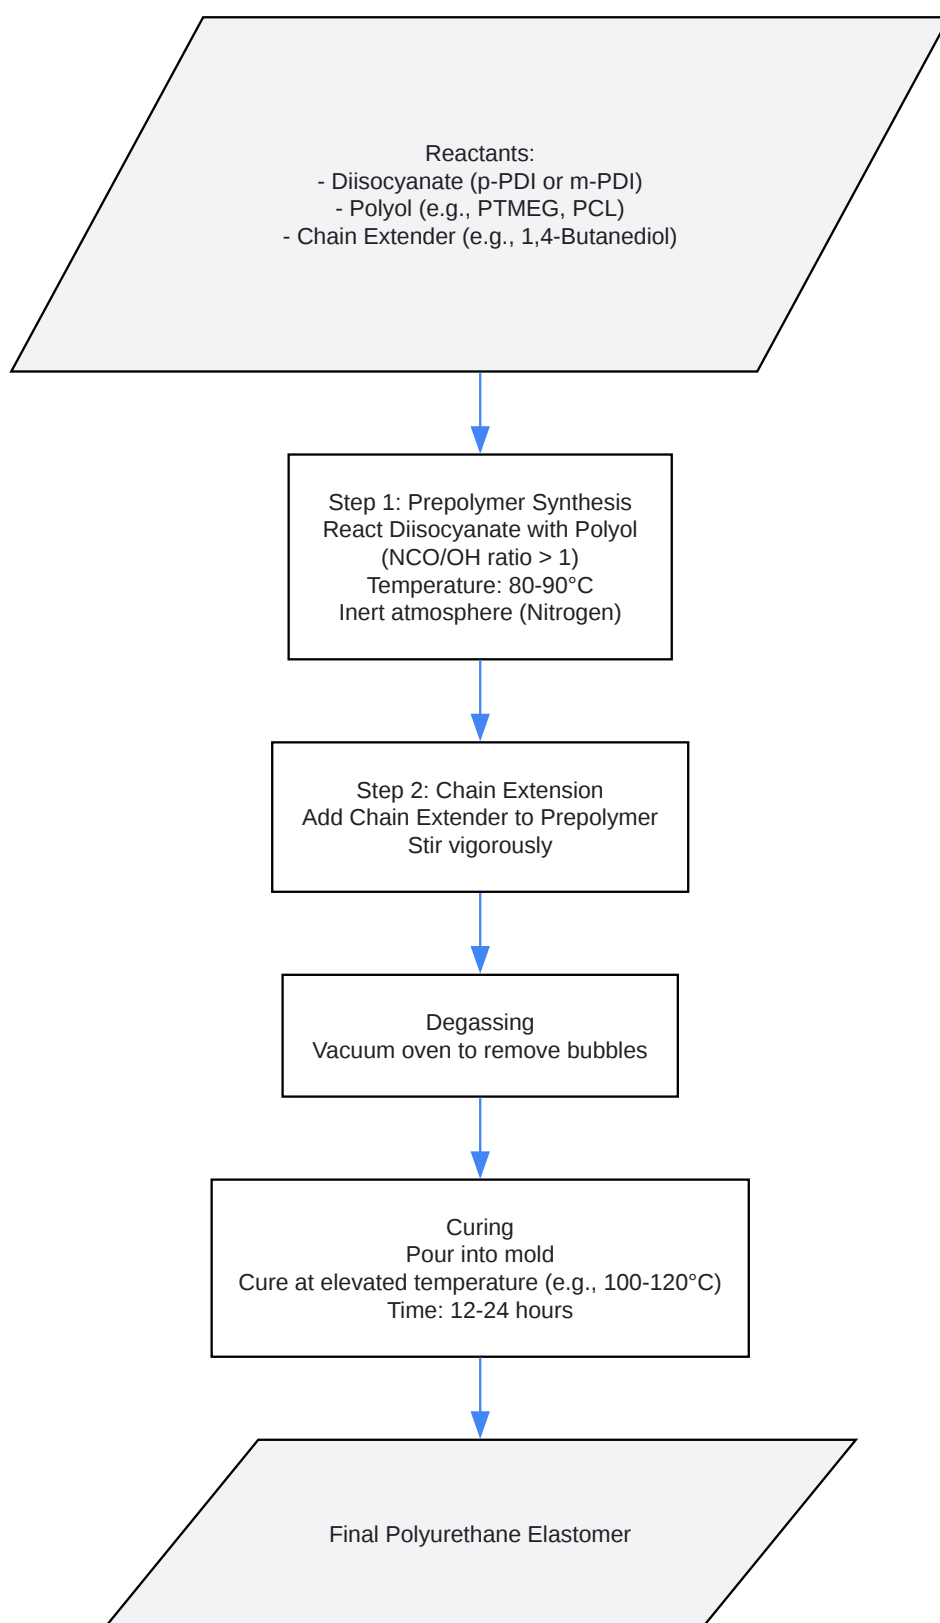 Reactants:
- Diisocyanate (p-PDI or m-PDI)
- Polyol (e.g., PTMEG, PCL)
- Chain Extender (e.g., 1,4-Butanediol)
Step 1: Prepolymer Synthesis
React Diisocyanate with Polyol
(NCO/OH ratio > 1)
Temperature: 80-90°C
Inert atmosphere (Nitrogen)
Step 2: Chain Extension
Add Chain Extender to Prepolymer
Stir vigorously
Degassing
Vacuum oven to remove bubbles
Curing
Pour into mold
Cure at elevated temperature (e.g., 100-120°C)
Time: 12-24 hours
Final Polyurethane Elastomer